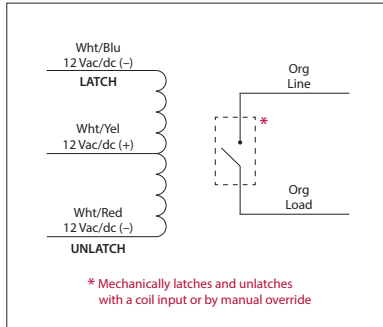 Wht/Blu
12 Vac/dc (–)
LATCH
Wht/Yel
12 Vac/dc (+)
Wht/Red
12 Vac/dc (–)
UNLATCH
Org
Line
*
Org
Load
* Mechanically latches and unlatches
with a coil input or by manual override